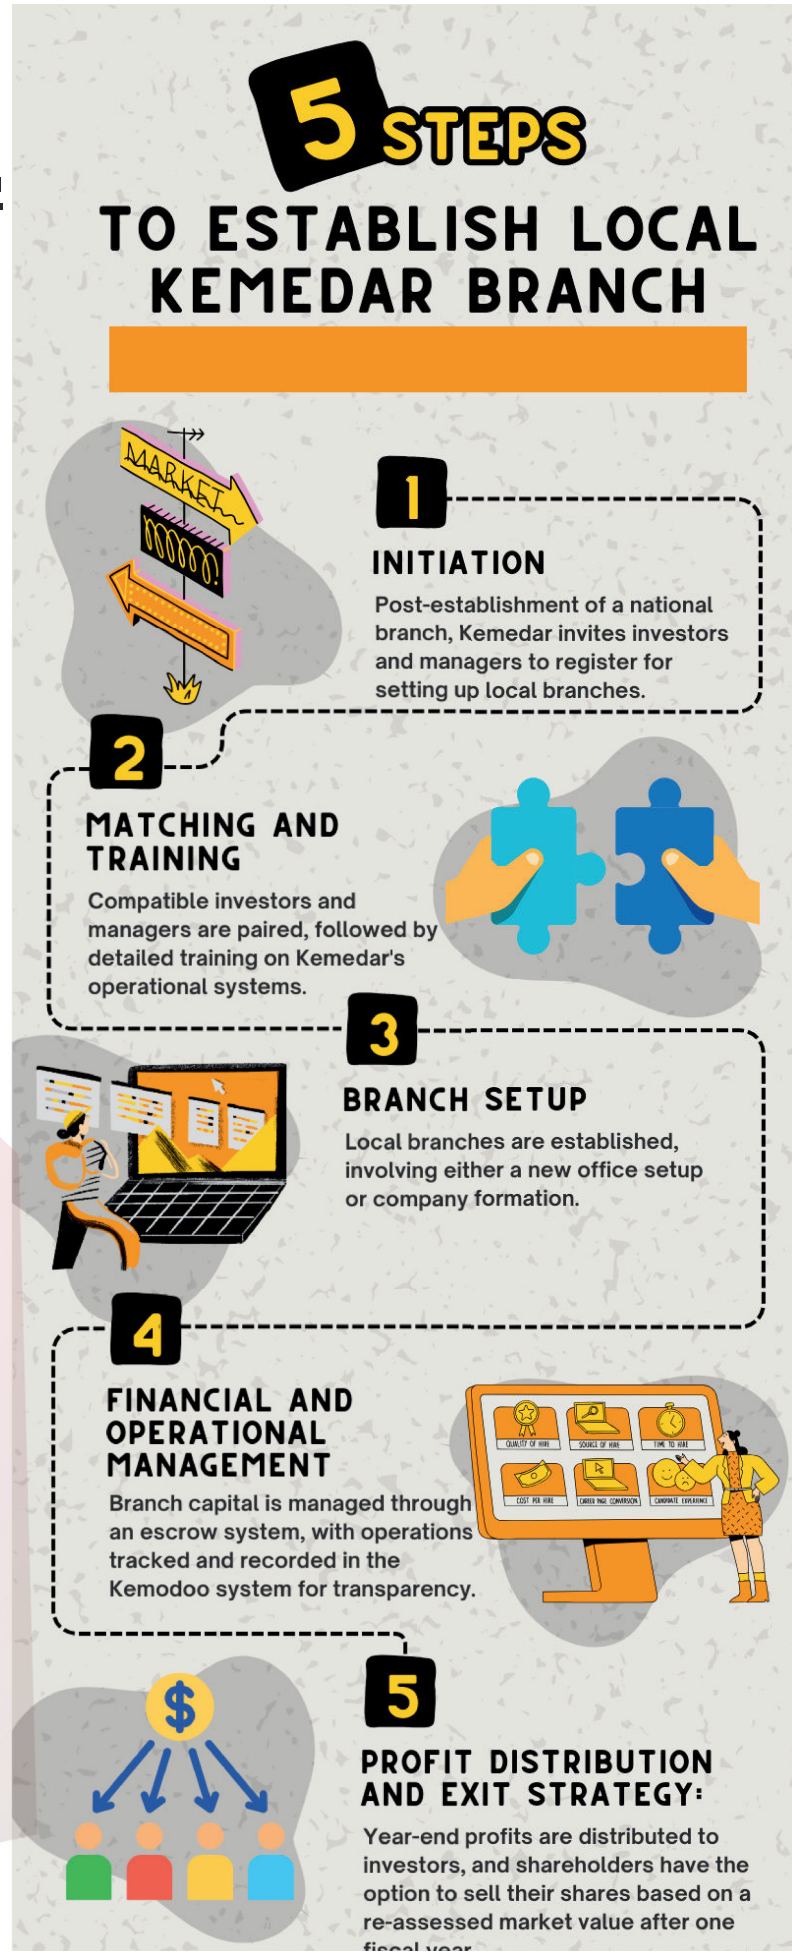 5 STEPS
TO ESTABLISH LOCAL
KEMEDAR BRANCH
MARKET
1
INITIATION
Post-establishment of a national
branch, Kemedar invites investors
and managers to register for
setting up local branches.
2
MATCHING AND
TRAINING
Compatible investors and
managers are paired, followed by
detailed training on Kemedar's
operational systems.
3
BRANCH SETUP
Local branches are established,
involving either a new office setup
or company formation.
4
FINANCIAL AND
OPERATIONAL
MANAGEMENT
Branch capital is managed through
an escrow system, with operations
tracked and recorded in the
Kemodoo system for transparency.
QUALITY OF HIRE SOURCE OF HIRE TIME TO HIRE
COST PER HIRE CAREER PAGE CONVERSION CANDIDATE EXPERIENCE
$
5
PROFIT DISTRIBUTION
AND EXIT STRATEGY:
Year-end profits are distributed to
investors, and shareholders have the
option to sell their shares based on a
re-assessed market value after one
fiscal year